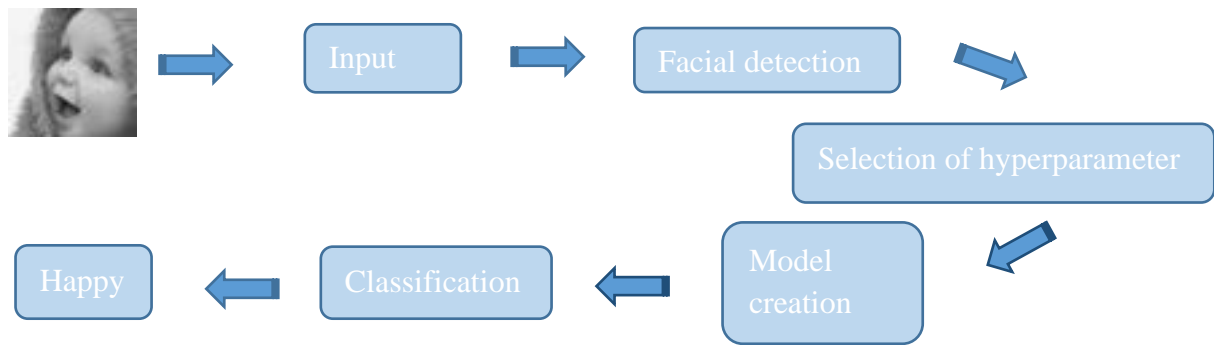 Input
Facial detection
Selection of hyperparameter
Model
creation
Classification
Happy